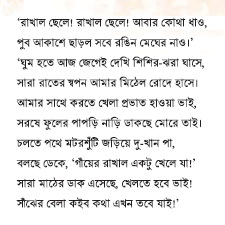 ‘রাখাল ছেলে! রাখাল ছেলে! আবার কোথা ধাও,
পুব আকাশে ছাড়ল সবে রঙিন মেঘের নাও।’
‘ঘুম হতে আজ জেগেই দেখি শিশির-ঝরা ঘাসে,
সারা রাতের স্বপন আমার মিঠেল রোদে হাসে।
আমার সাথে করতে খেলা প্রভাত হাওয়া ভাই,
সরষে ফুলের পাপড়ি নাড়ি ডাকছে মোরে তাই।
চলতে পথে মটরশুঁটি জড়িয়ে দু-খান পা,
বলছে ডেকে, ‘গাঁয়ের রাখাল একটু খেলে যা!’
সারা মাঠের ডাক এসেছে, খেলতে হবে ভাই!
সাঁঝের বেলা কইব কথা এখন তবে যাই!’